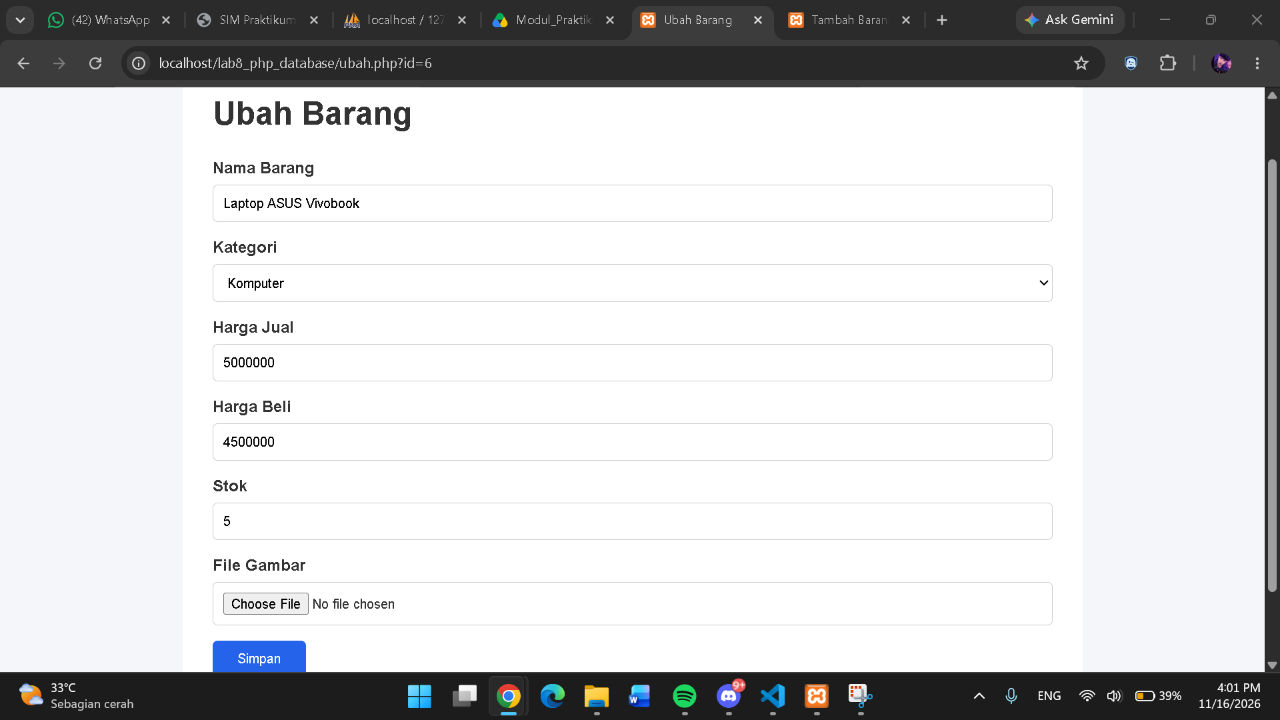 (42) WhatsApp
SIM Praktikum
localhost / 127
Modul_Praktik
Ubah Barang
Tambah Baran
Ask Gemini
localhost/lab8_php_database/ubah.php?id=6
Ubah Barang
Nama Barang
Laptop ASUS Vivobook
Kategori
Komputer
Harga Jual
5000000
Harga Beli
4500000
Stok
5
File Gambar
Choose File No file chosen
Simpan
33°C
Sebagian cerah
9+
ENG
39%
4:01 PM
11/16/2026